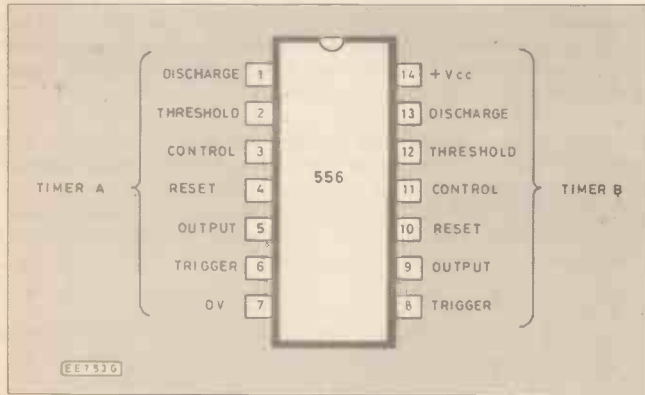 DISCHARGE 1
THRESHOLD 2
CONTROL 3
RESET 4
OUTPUT 5
TRIGGER 6
0V 7
TIMER A
556
14 +Vcc
13 DISCHARGE
12 THRESHOLD
11 CONTROL
10 RESET
9 OUTPUT
8 TRIGGER
TIMER B
EE753G